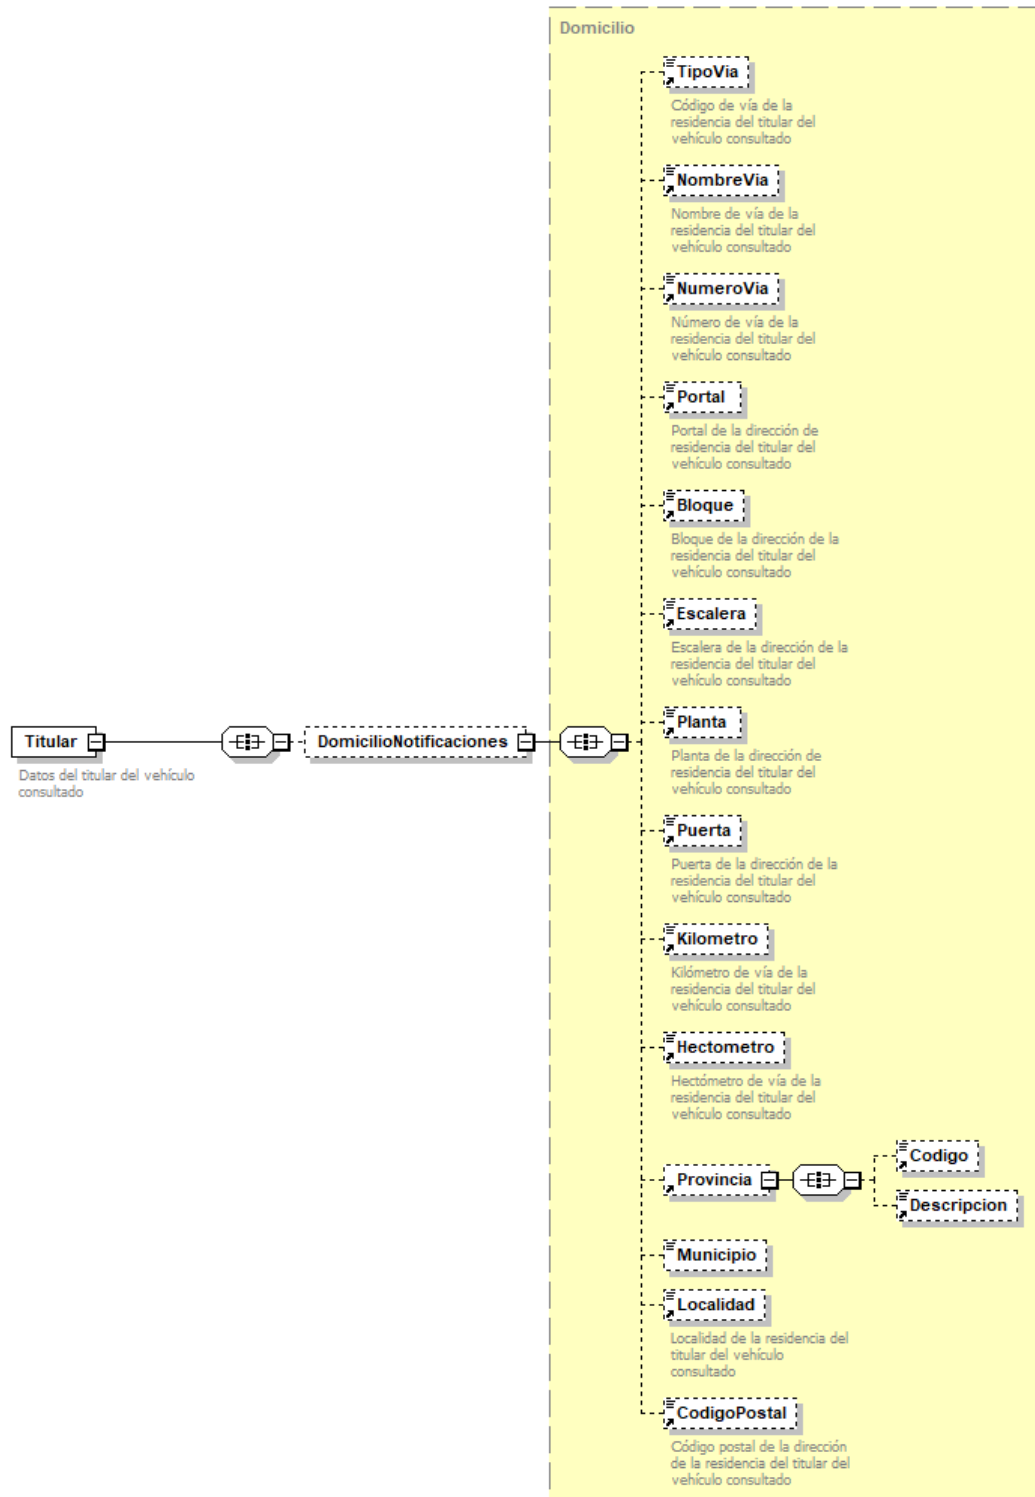 Domicilio
TipoVia
Código de vía de la
residencia del titular del
vehículo consultado
NombreVia
Nombre de vía de la
residencia del titular del
vehículo consultado
NumeroVia
Número de vía de la
residencia del titular del
vehículo consultado
Portal
Portal de la dirección de
residencia del titular del
vehículo consultado
Bloque
Bloque de la dirección de la
residencia del titular del
vehículo consultado
Escalera
Escalera de la dirección de la
residencia del titular del
vehículo consultado
Titular
Datos del titular del vehículo
consultado
DomicilioNotificaciones
Planta
Planta de la dirección de
residencia del titular del
vehículo consultado
Puerta
Puerta de la dirección de la
residencia del titular del
vehículo consultado
Kilometro
Kilómetro de vía de la
residencia del titular del
vehículo consultado
Hectometro
Hectómetro de vía de la
residencia del titular del
vehículo consultado
Provincia
Codigo
Descripcion
Municipio
Localidad
Localidad de la residencia del
titular del vehículo
consultado
CodigoPostal
Código postal de la dirección
de la residencia del titular del
vehículo consultado